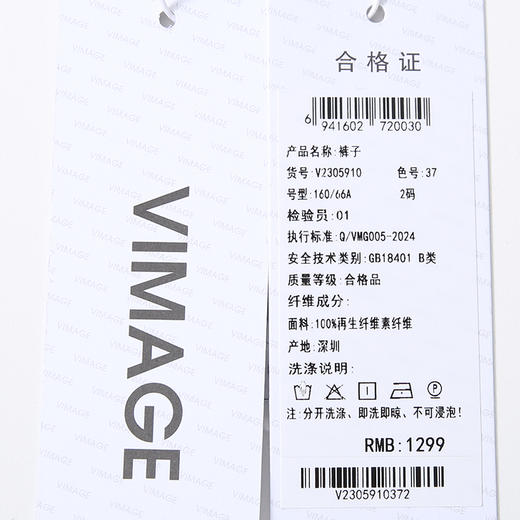 VIMAGE
合格证
6 941602 720030
产品名称:裤子
货号:V2305910 色号:37
号型:160/66A 2码
检验员:01
执行标准:Q/VMG005-2024
安全技术类别:GB18401 B类
质量等级:合格品
纤维成分:
面料:100%再生纤维素纤维
产地:深圳
洗涤说明:
注:分开洗涤、即洗即晾、不可浸泡!
RMB:1299
V2305910372